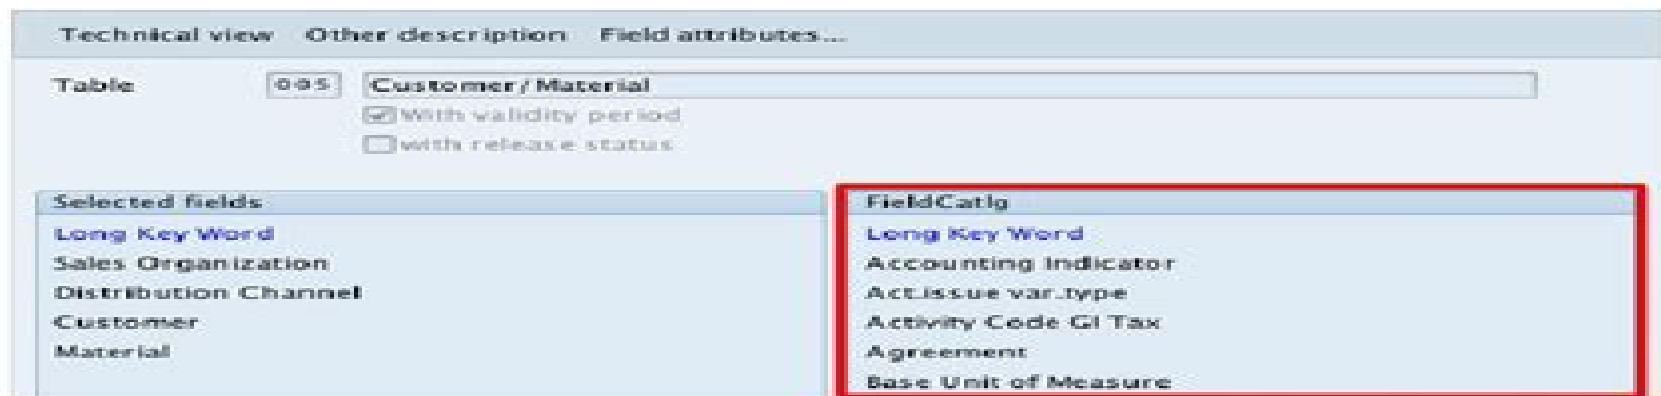 Technical view Other description Field attributes...
Table 005 Customer/Material
With validity period
with release status
Selected fields
Long Key Word
Sales Organization
Distribution Channel
Customer
Material
FieldCatlg
Long Key Word
Accounting Indicator
Act.issue var.type
Activity Code GI Tax
Agreement
Base Unit of Measure